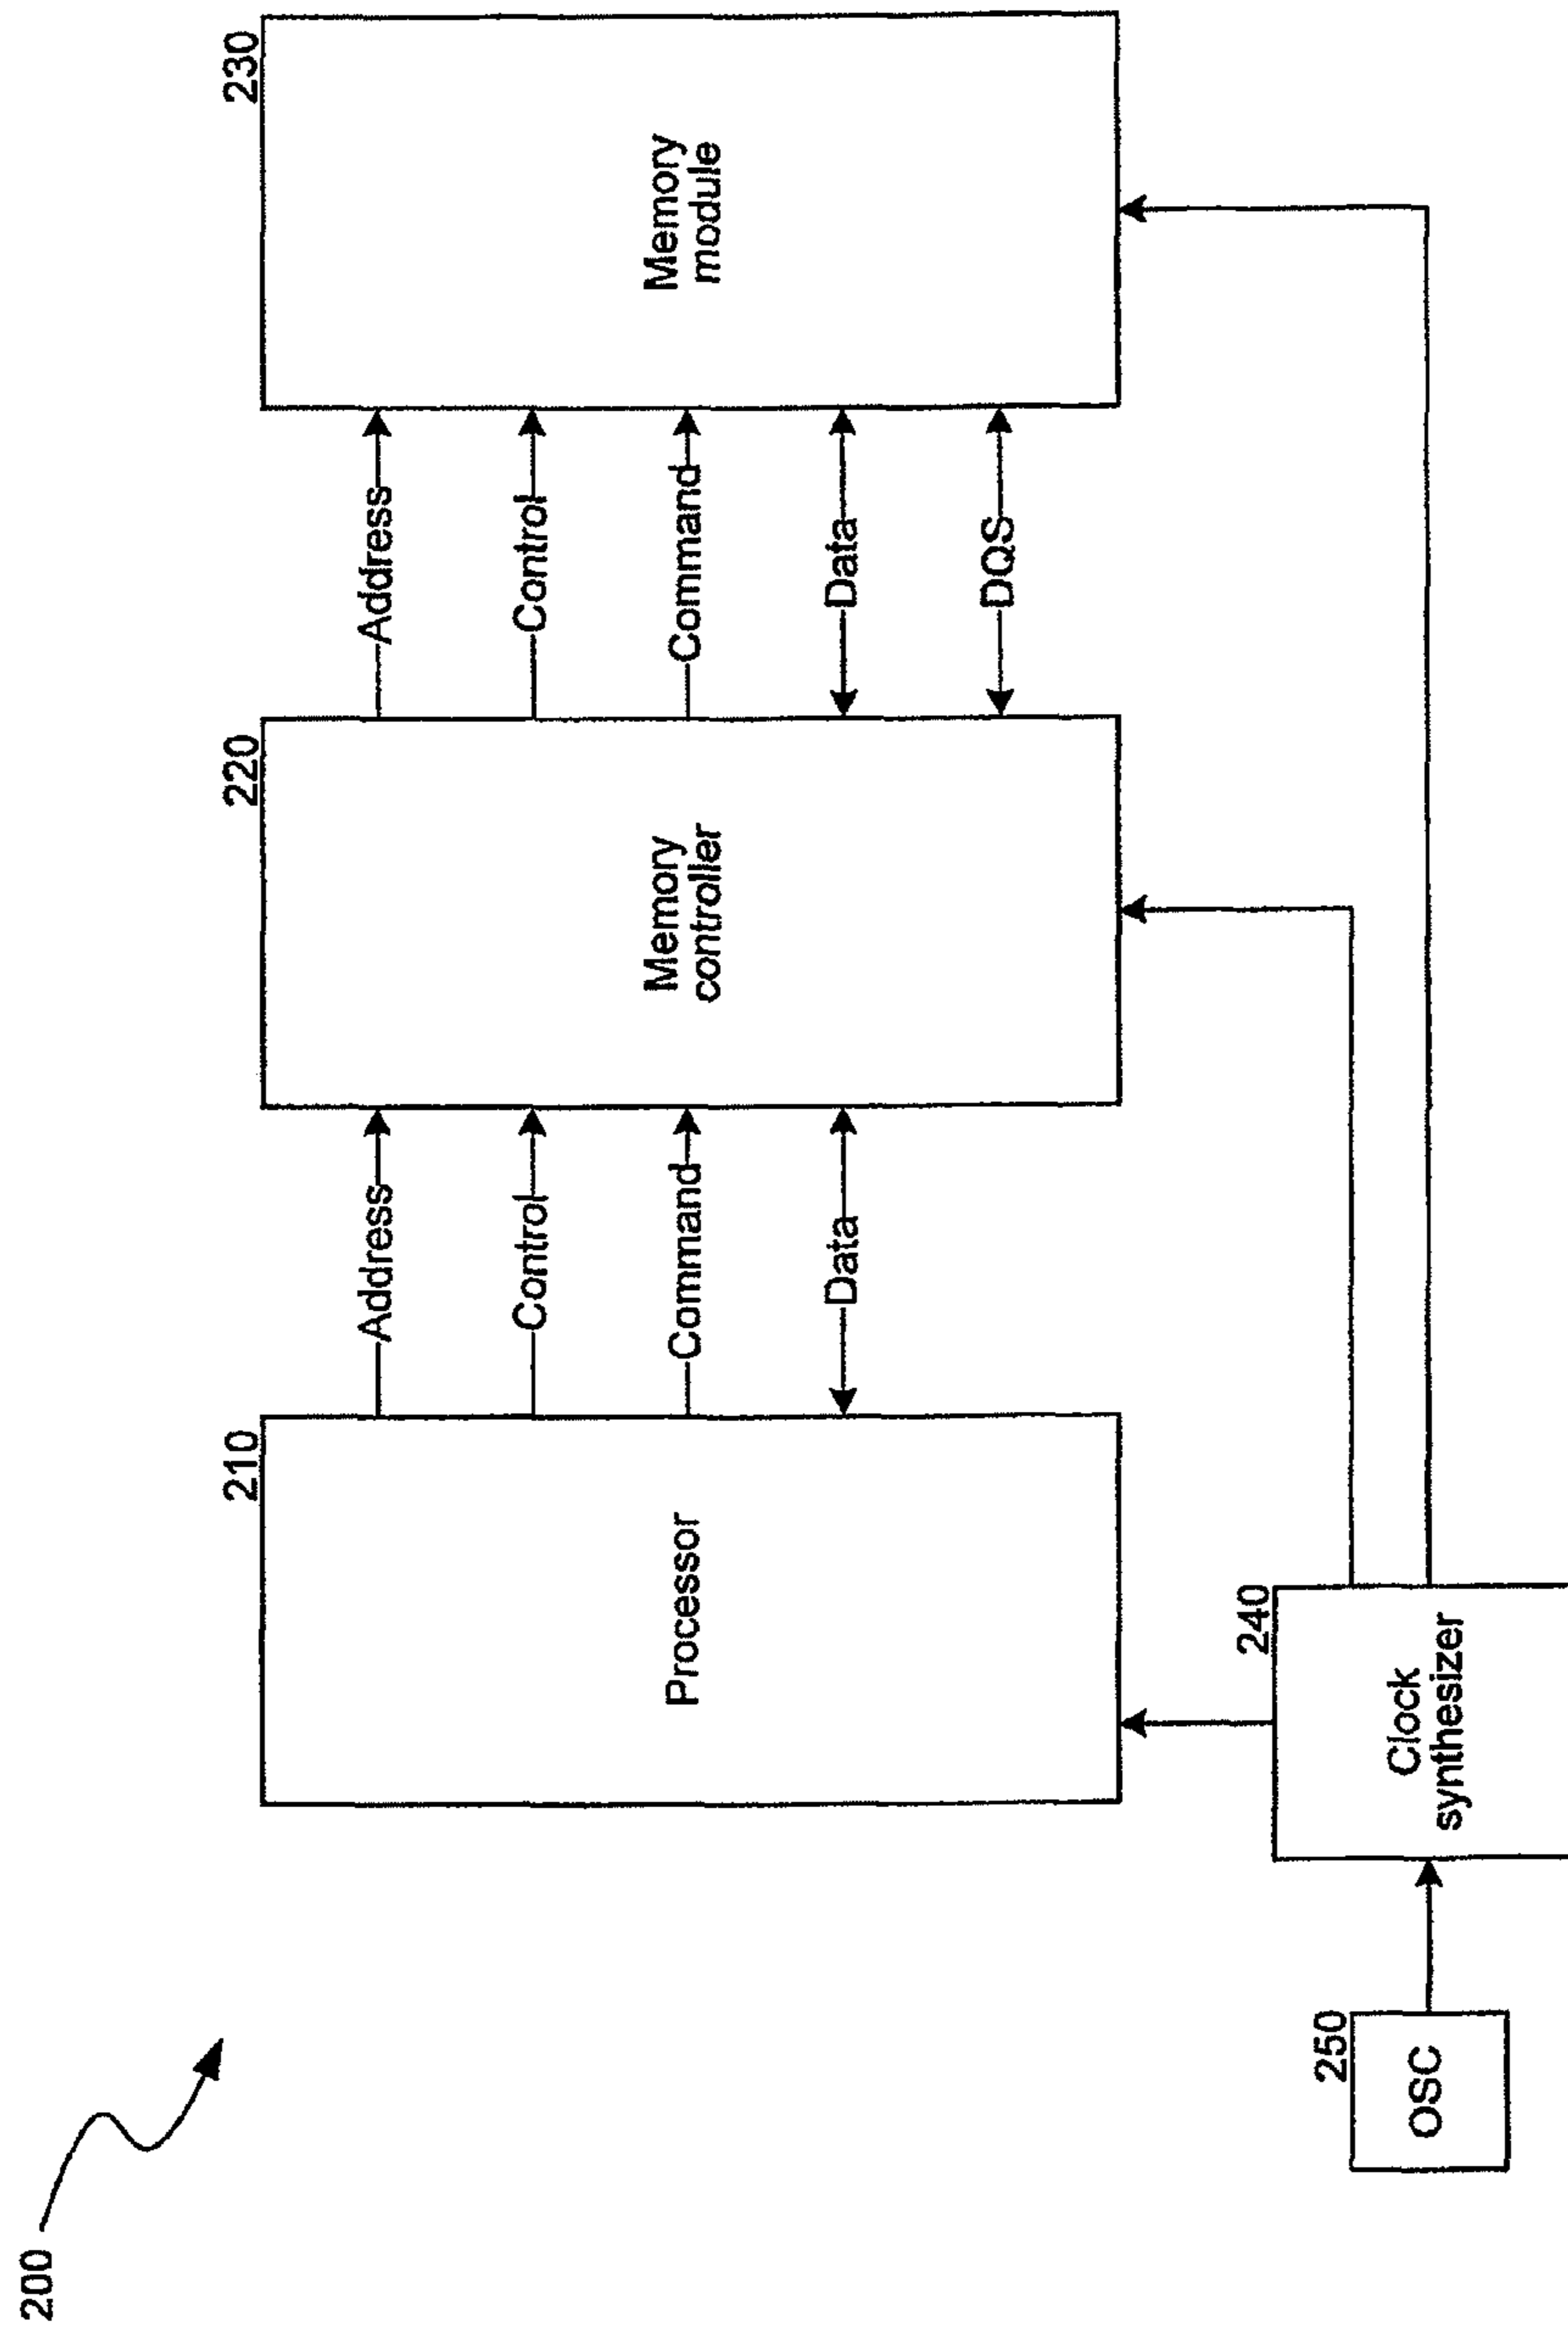 200
210
Processor
Address
Control
Command
Data
220
Memory
controller
Address
Control
Command
Data
DQS
230
Memory
module
250
OSC
240
Clock
synthesizer